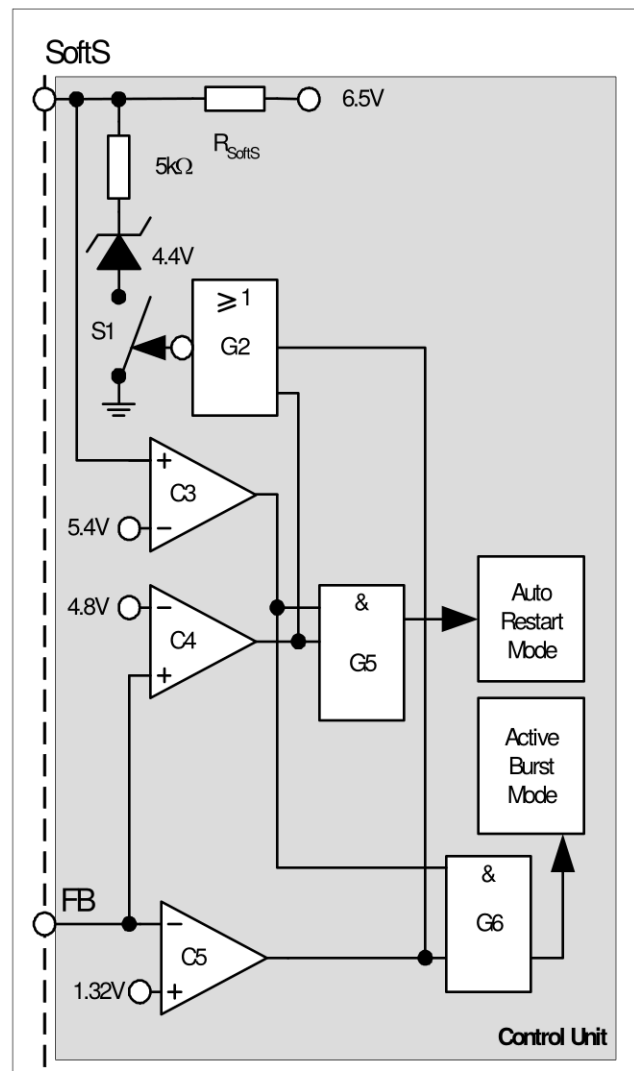 SoftS
6.5V
R_SoftS
5kΩ
4.4V
≥1
G2
S1
+
C3
5.4V
−
4.8V
−
C4
+
&
G5
Auto
Restart
Mode
Active
Burst
Mode
FB
−
C5
1.32V
+
&
G6
Control Unit